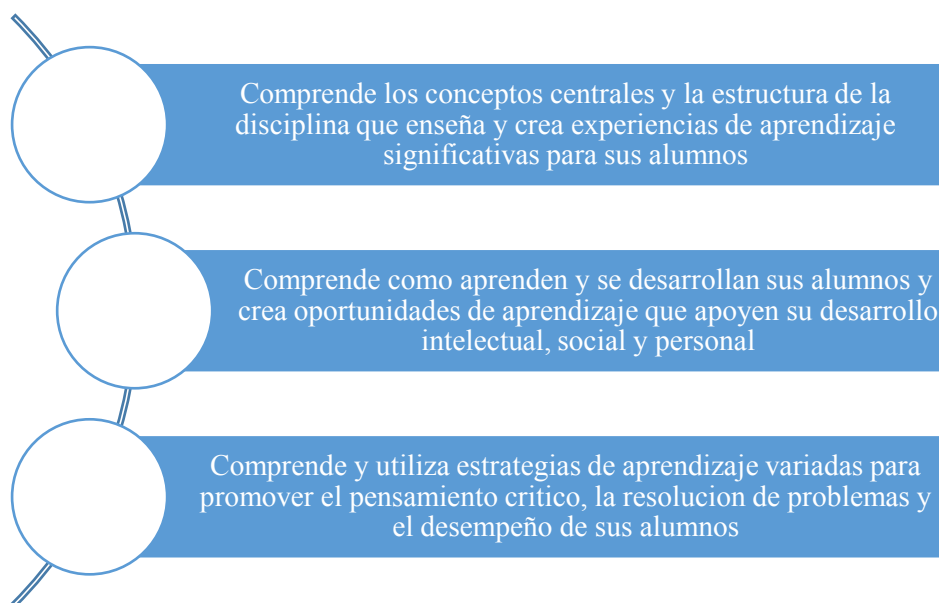 Comprende los conceptos centrales y la estructura de la
disciplina que enseña y crea experiencias de aprendizaje
significativas para sus alumnos
Comprende como aprenden y se desarrollan sus alumnos y
crea oportunidades de aprendizaje que apoyen su desarrollo
intelectual, social y personal
Comprende y utiliza estrategias de aprendizaje variadas para
promover el pensamiento critico, la resolucion de problemas y
el desempeño de sus alumnos